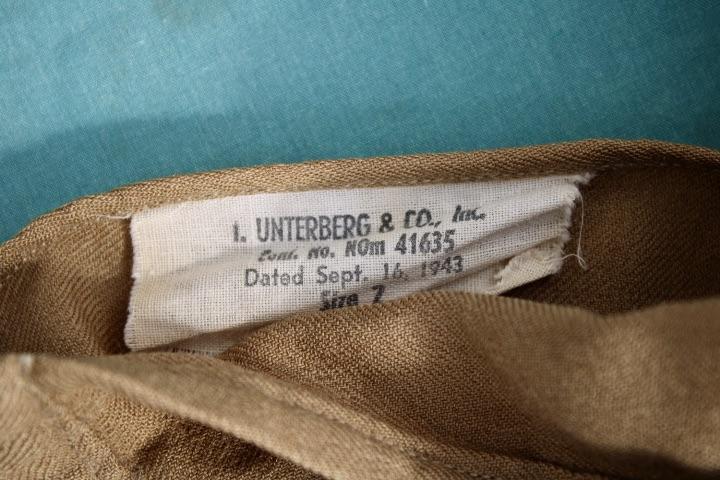 I. UNTERBERG & CO., Inc.
Cont. No. NOm 41635
Dated Sept. 16, 1943
Size 7